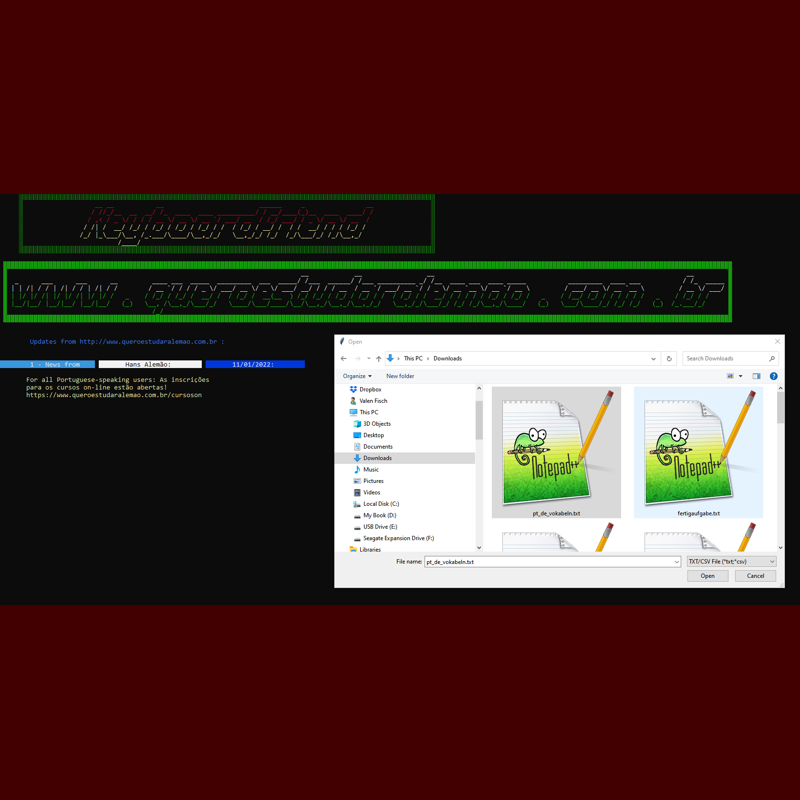 www.queroestudaralemao.com.br
Updates from http://www.queroestudaralemao.com.br :
1 - News from Hans Alemão: 11/01/2022:
For all Portuguese-speaking users: As inscrições
para os cursos on-line estão abertas!
https://www.queroestudaralemao.com.br/cursoson
Open
This PC › Downloads
Search Downloads
Organize
New folder
Dropbox
Valen Fisch
This PC
3D Objects
Desktop
Documents
Downloads
Music
Pictures
Videos
Local Disk (C:)
My Book (D:)
USB Drive (E:)
Seagate Expansion Drive (F:)
Libraries
Notepad++
pt_de_vokabeln.txt
Notepad++
fertigaufgabe.txt
File name: pt_de_vokabeln.txt
TXT/CSV File (*txt;*csv)
Open
Cancel